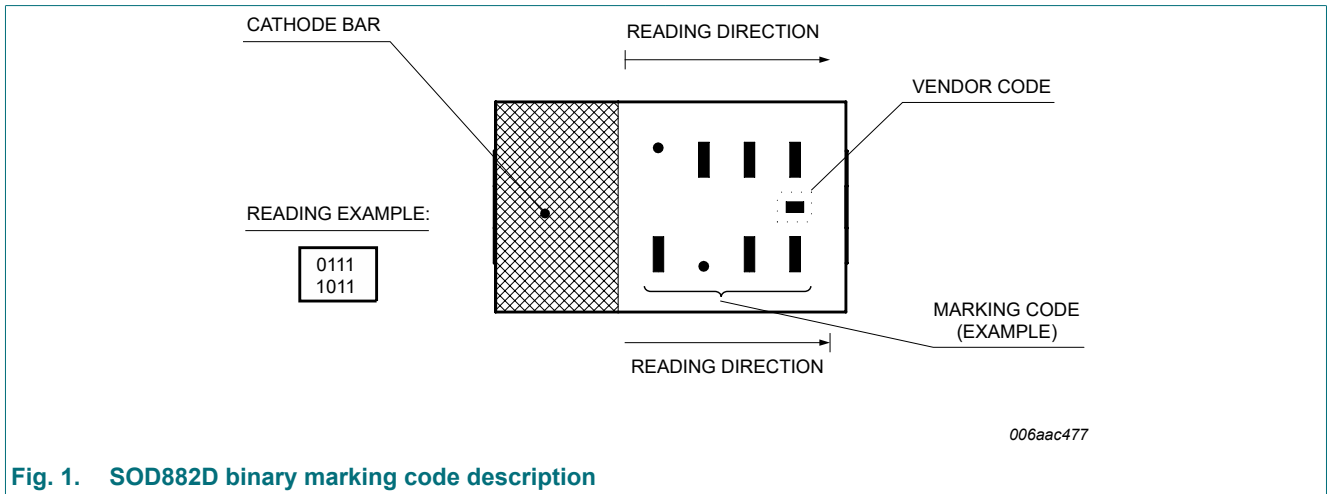 CATHODE BAR
READING DIRECTION
VENDOR CODE
READING EXAMPLE:
0111
1011
MARKING CODE
(EXAMPLE)
READING DIRECTION
006aac477
Fig. 1. SOD882D binary marking code description